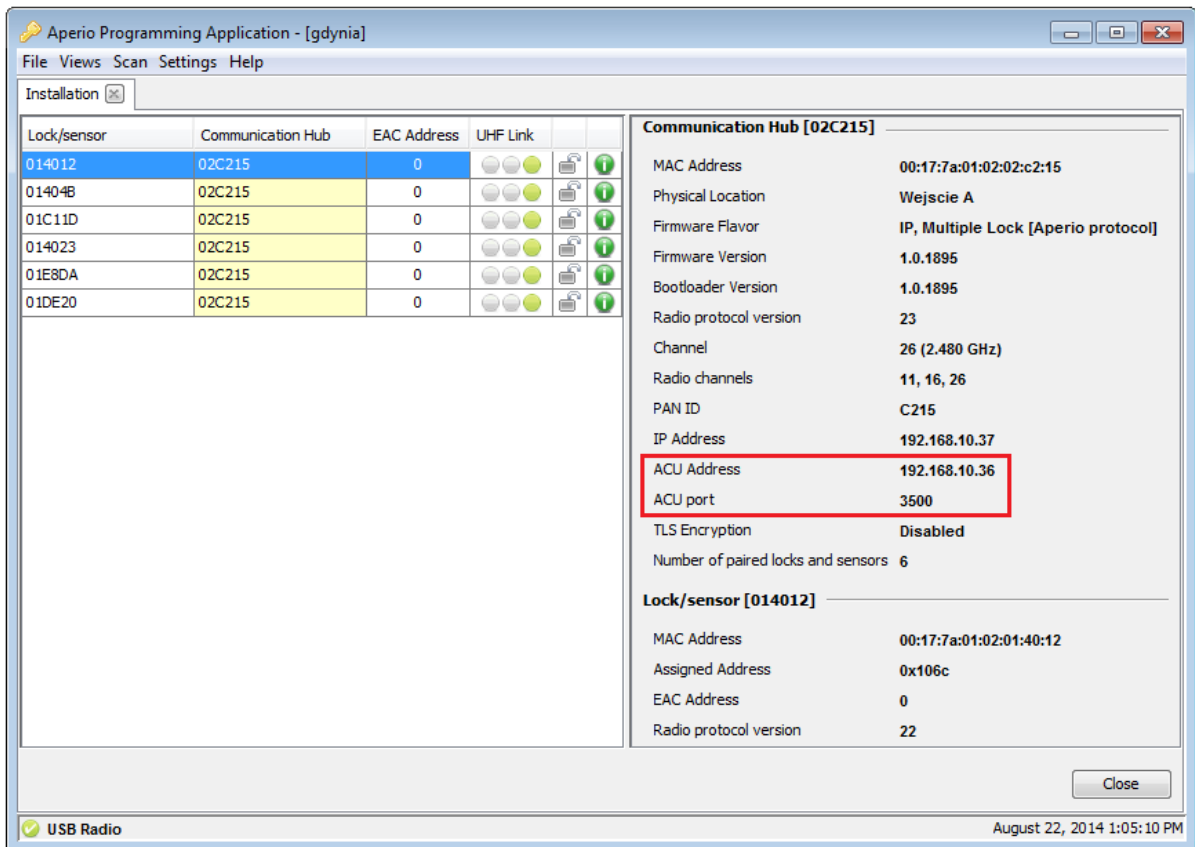 Aperio Programming Application - [gdynia]
File Views Scan Settings Help
Installation
Lock/sensor Communication Hub EAC Address UHF Link
014012 02C215 0
01404B 02C215 0
01C11D 02C215 0
014023 02C215 0
01E8DA 02C215 0
01DE20 02C215 0
Communication Hub [02C215]
MAC Address 00:17:7a:01:02:02:c2:15
Physical Location Wejscie A
Firmware Flavor IP, Multiple Lock [Aperio protocol]
Firmware Version 1.0.1895
Bootloader Version 1.0.1895
Radio protocol version 23
Channel 26 (2.480 GHz)
Radio channels 11, 16, 26
PAN ID C215
IP Address 192.168.10.37
ACU Address 192.168.10.36
ACU port 3500
TLS Encryption Disabled
Number of paired locks and sensors 6
Lock/sensor [014012]
MAC Address 00:17:7a:01:02:01:40:12
Assigned Address 0x106c
EAC Address 0
Radio protocol version 22
Close
USB Radio August 22, 2014 1:05:10 PM